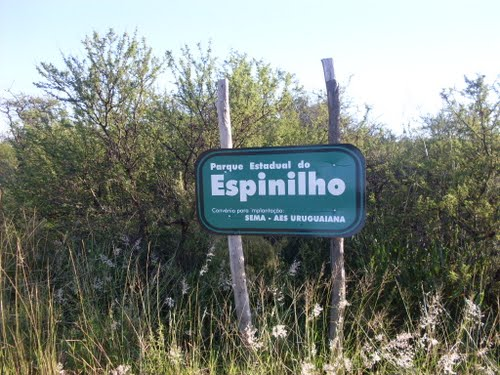 Parque Estadual do
Espinilho
Convênio para implantação:
SEMA - AES URUGUAIANA